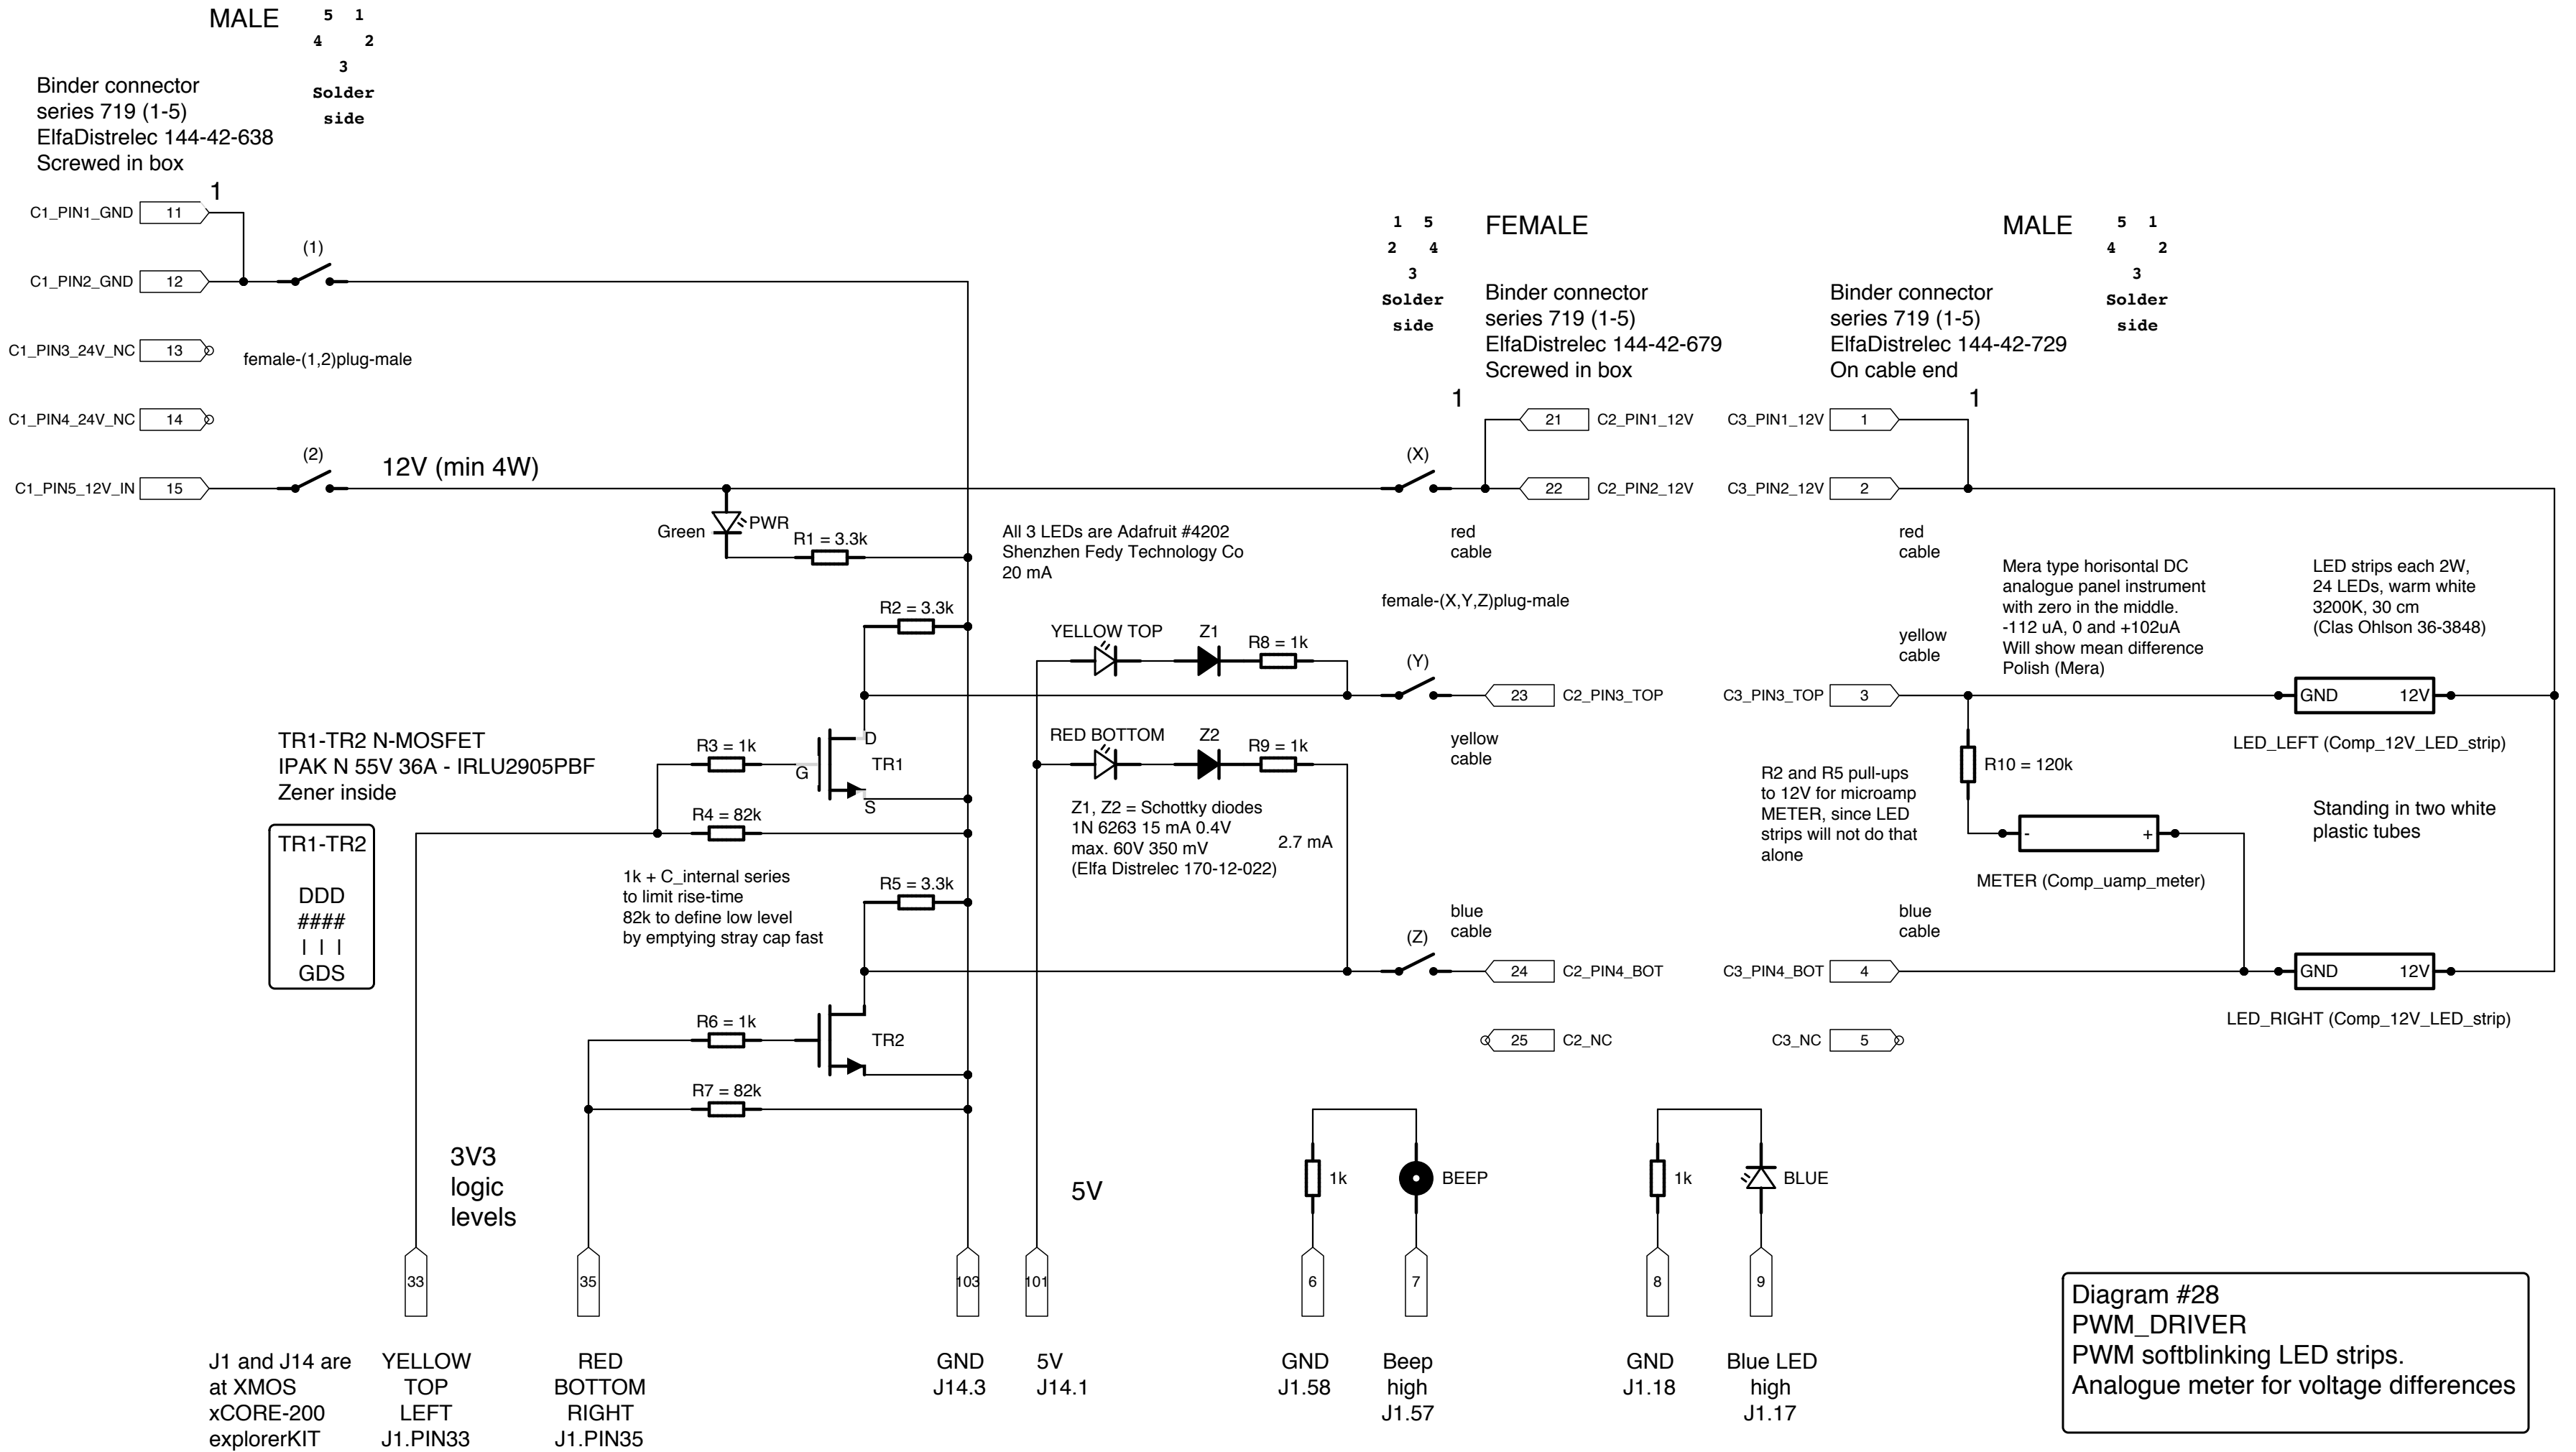 MALE
5 1
4 2
3
Solder
side
Binder connector
series 719 (1-5)
ElfaDistrelec 144-42-638
Screwed in box
1
C1_PIN1_GND 11
(1)
C1_PIN2_GND 12
C1_PIN3_24V_NC 13
female-(1,2)plug-male
C1_PIN4_24V_NC 14
(2)
12V (min 4W)
C1_PIN5_12V_IN 15
Green
PWR
R1 = 3.3k
R2 = 3.3k
TR1-TR2 N-MOSFET
IPAK N 55V 36A - IRLU2905PBF
Zener inside
TR1-TR2
DDD
####
| | |
GDS
R3 = 1k
G
D
TR1
S
R4 = 82k
1k + C_internal series
to limit rise-time
82k to define low level
by emptying stray cap fast
R5 = 3.3k
R6 = 1k
TR2
R7 = 82k
3V3
logic
levels
All 3 LEDs are Adafruit #4202
Shenzhen Fedy Technology Co
20 mA
YELLOW TOP
Z1
R8 = 1k
RED BOTTOM
Z2
R9 = 1k
Z1, Z2 = Schottky diodes
1N 6263 15 mA 0.4V
max. 60V 350 mV
(Elfa Distrelec 170-12-022)
2.7 mA
5V
1 5
2 4
3
Solder
side
FEMALE
Binder connector
series 719 (1-5)
ElfaDistrelec 144-42-679
Screwed in box
1
21 C2_PIN1_12V
(X)
22 C2_PIN2_12V
red
cable
female-(X,Y,Z)plug-male
(Y)
23 C2_PIN3_TOP
yellow
cable
blue
cable
(Z)
24 C2_PIN4_BOT
25 C2_NC
MALE
5 1
4 2
3
Solder
side
Binder connector
series 719 (1-5)
ElfaDistrelec 144-42-729
On cable end
1
C3_PIN1_12V 1
C3_PIN2_12V 2
red
cable
yellow
cable
C3_PIN3_TOP 3
R2 and R5 pull-ups
to 12V for microamp
METER, since LED
strips will not do that
alone
blue
cable
C3_PIN4_BOT 4
C3_NC 5
Mera type horisontal DC
analogue panel instrument
with zero in the middle.
-112 uA, 0 and +102uA
Will show mean difference
Polish (Mera)
R10 = 120k
- +
METER (Comp_uamp_meter)
LED strips each 2W,
24 LEDs, warm white
3200K, 30 cm
(Clas Ohlson 36-3848)
GND 12V
LED_LEFT (Comp_12V_LED_strip)
Standing in two white
plastic tubes
GND 12V
LED_RIGHT (Comp_12V_LED_strip)
1k
BEEP
1k
BLUE
33
35
103
101
6
7
8
9
J1 and J14 are
at XMOS
xCORE-200
explorerKIT
YELLOW
TOP
LEFT
J1.PIN33
RED
BOTTOM
RIGHT
J1.PIN35
GND
J14.3
5V
J14.1
GND
J1.58
Beep
high
J1.57
GND
J1.18
Blue LED
high
J1.17
Diagram #28
PWM_DRIVER
PWM softblinking LED strips.
Analogue meter for voltage differences